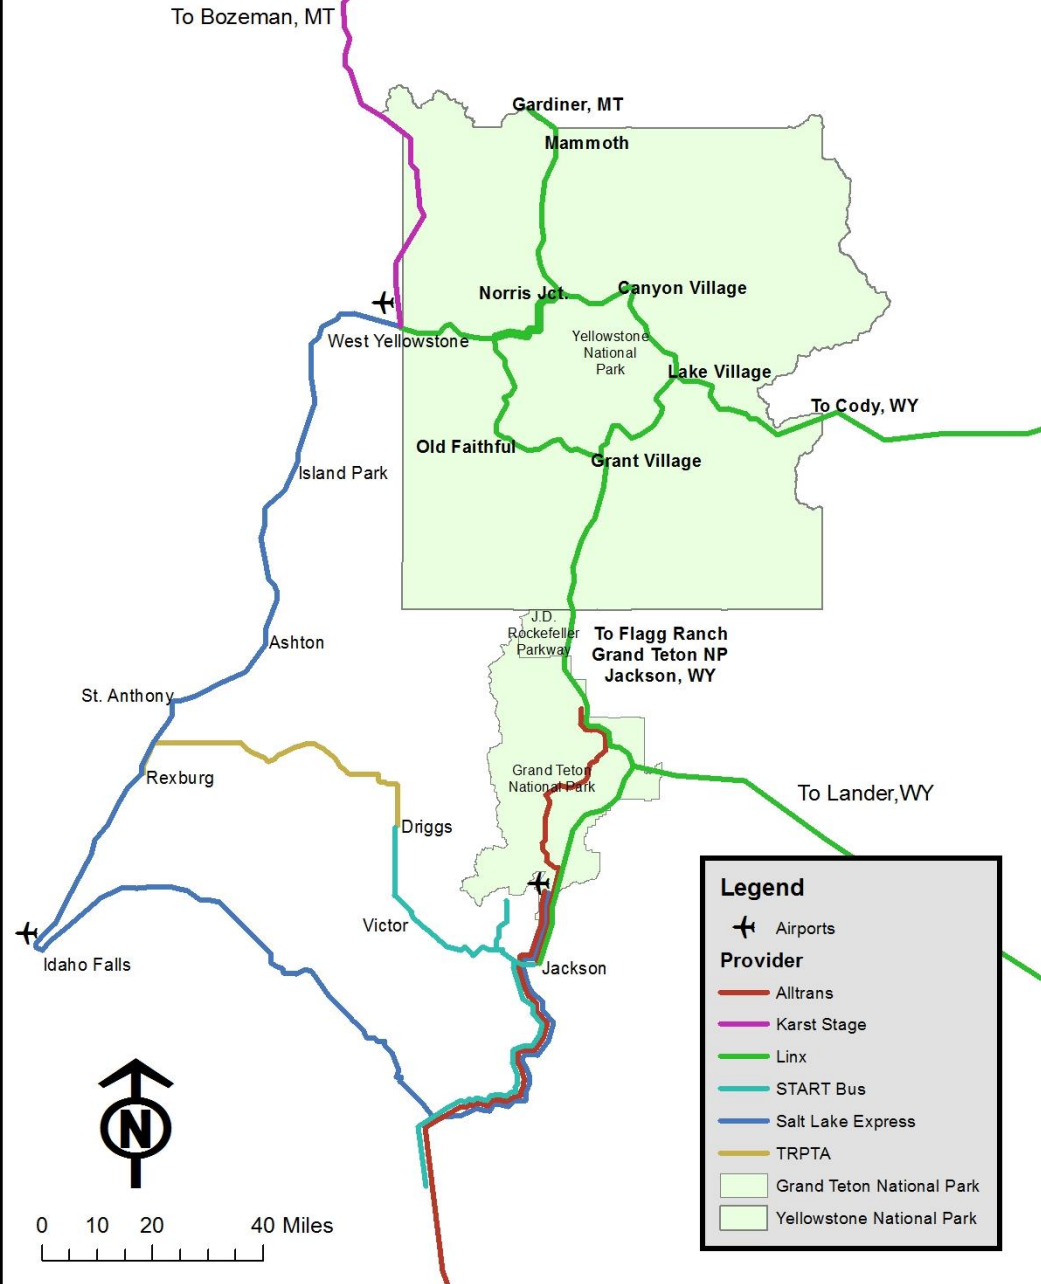 To Bozeman, MT
Gardiner, MT
Mammoth
Norris Jct.
Canyon Village
West Yellowstone
Yellowstone
National
Park
Lake Village
To Cody, WY
Old Faithful
Grant Village
Island Park
J.D.
Rockefeller
Parkway
To Flagg Ranch
Grand Teton NP
Jackson, WY
Ashton
St. Anthony
Rexburg
Grand Teton
National Park
To Lander,WY
Driggs
Victor
Idaho Falls
Jackson
Legend
Airports
Provider
Alltrans
Karst Stage
Linx
START Bus
Salt Lake Express
TRPTA
Grand Teton National Park
Yellowstone National Park
N
0 10 20 40 Miles